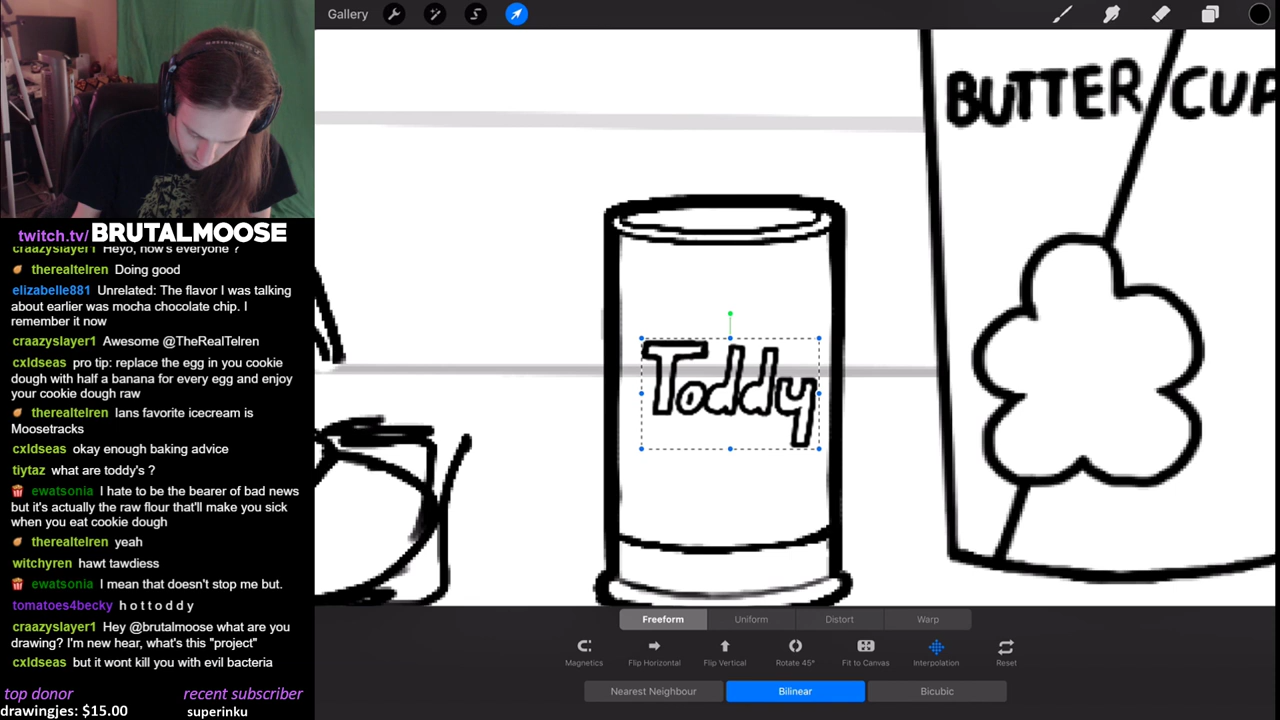 Gallery
BUTTER CUP
Toddy
twitch.tv/BRUTALMOOSE
craazyslayer1 Heyo, how's everyone ?
therealtelren Doing good
elizabelle881 Unrelated: The flavor I was talking
about earlier was mocha chocolate chip. I
remember it now
craazyslayer1 Awesome @TheRealTelren
cxldseas pro tip: replace the egg in you cookie
dough with half a banana for every egg and enjoy
your cookie dough raw
therealtelren Ians favorite icecream is
Moosetracks
cxldseas okay enough baking advice
tiytaz what are toddy's ?
ewatsonia I hate to be the bearer of bad news
but it's actually the raw flour that'll make you sick
when you eat cookie dough
therealtelren yeah
witchyren hawt tawdiess
ewatsonia I mean that doesn't stop me but.
tomatoes4becky h o t t o d d y
craazyslayer1 Hey @brutalmoose what are you
drawing? I'm new hear, what's this "project"
cxldseas but it wont kill you with evil bacteria
top donor
drawingjes: $15.00
recent subscriber
superinku
Freeform Uniform Distort Warp
Magnetics Flip Horizontal Flip Vertical Rotate 45° Fit to Canvas Interpolation Reset
Nearest Neighbour Bilinear Bicubic